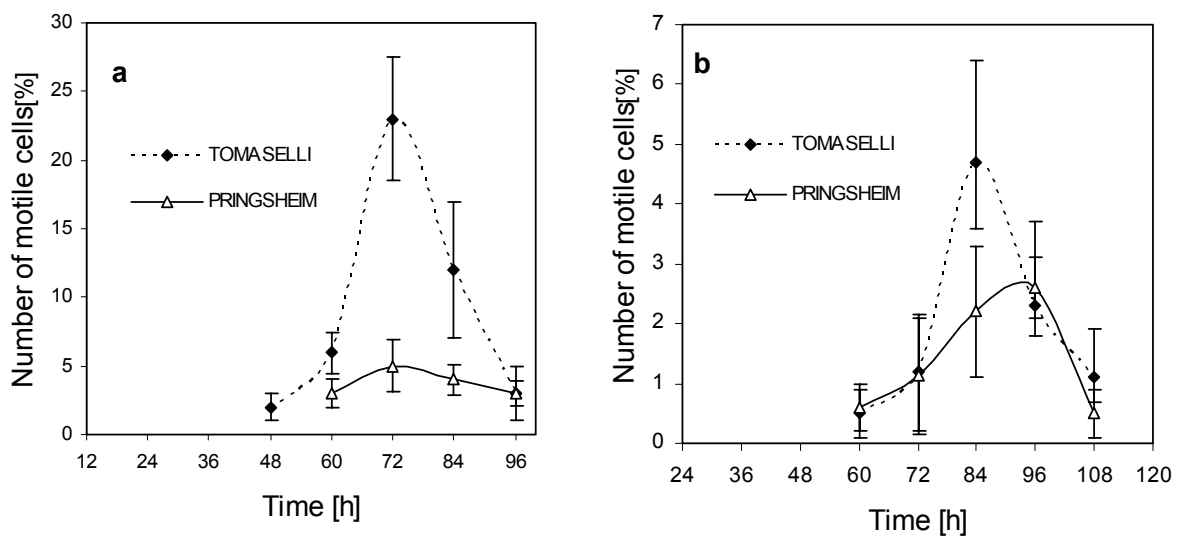 30
25
20
15
10
5
0
Number of motile cells[%]
a
TOMASELLI
PRINGSHEIM
12 24 36 48 60 72 84 96
Time [h]
7
6
5
4
3
2
1
0
Number of motile cells[%]
b
TOMASELLI
PRINGSHEIM
24 36 48 60 72 84 96 108 120
Time [h]